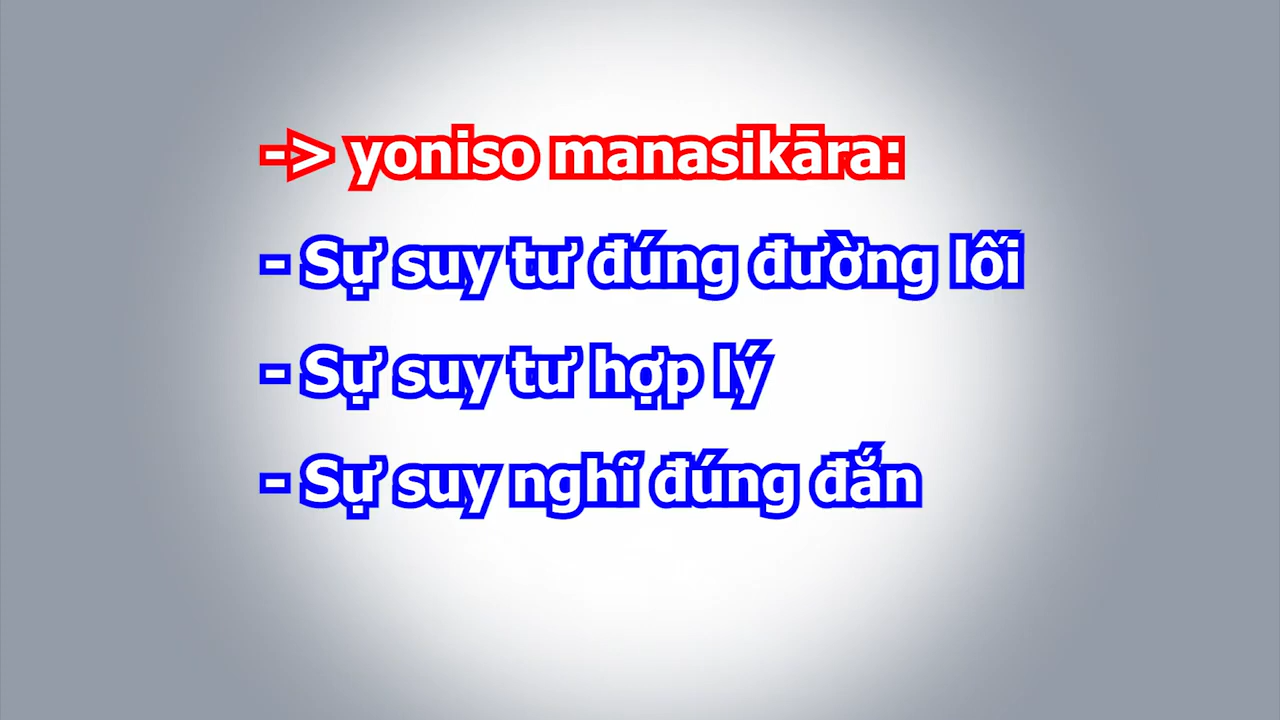 -> yoniso manasikāra:
- Sự suy tư đúng đường lối
- Sự suy tư hợp lý
- Sự suy nghĩ đúng đắn